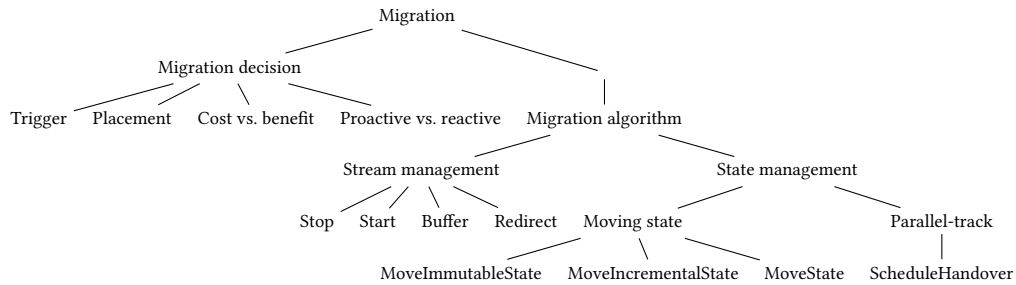 Migration
Migration decision
Trigger Placement Cost vs. benefit Proactive vs. reactive Migration algorithm
Stream management State management
Stop Start Buffer Redirect Moving state Parallel-track
MoveImmutableState MoveIncrementalState MoveState ScheduleHandover